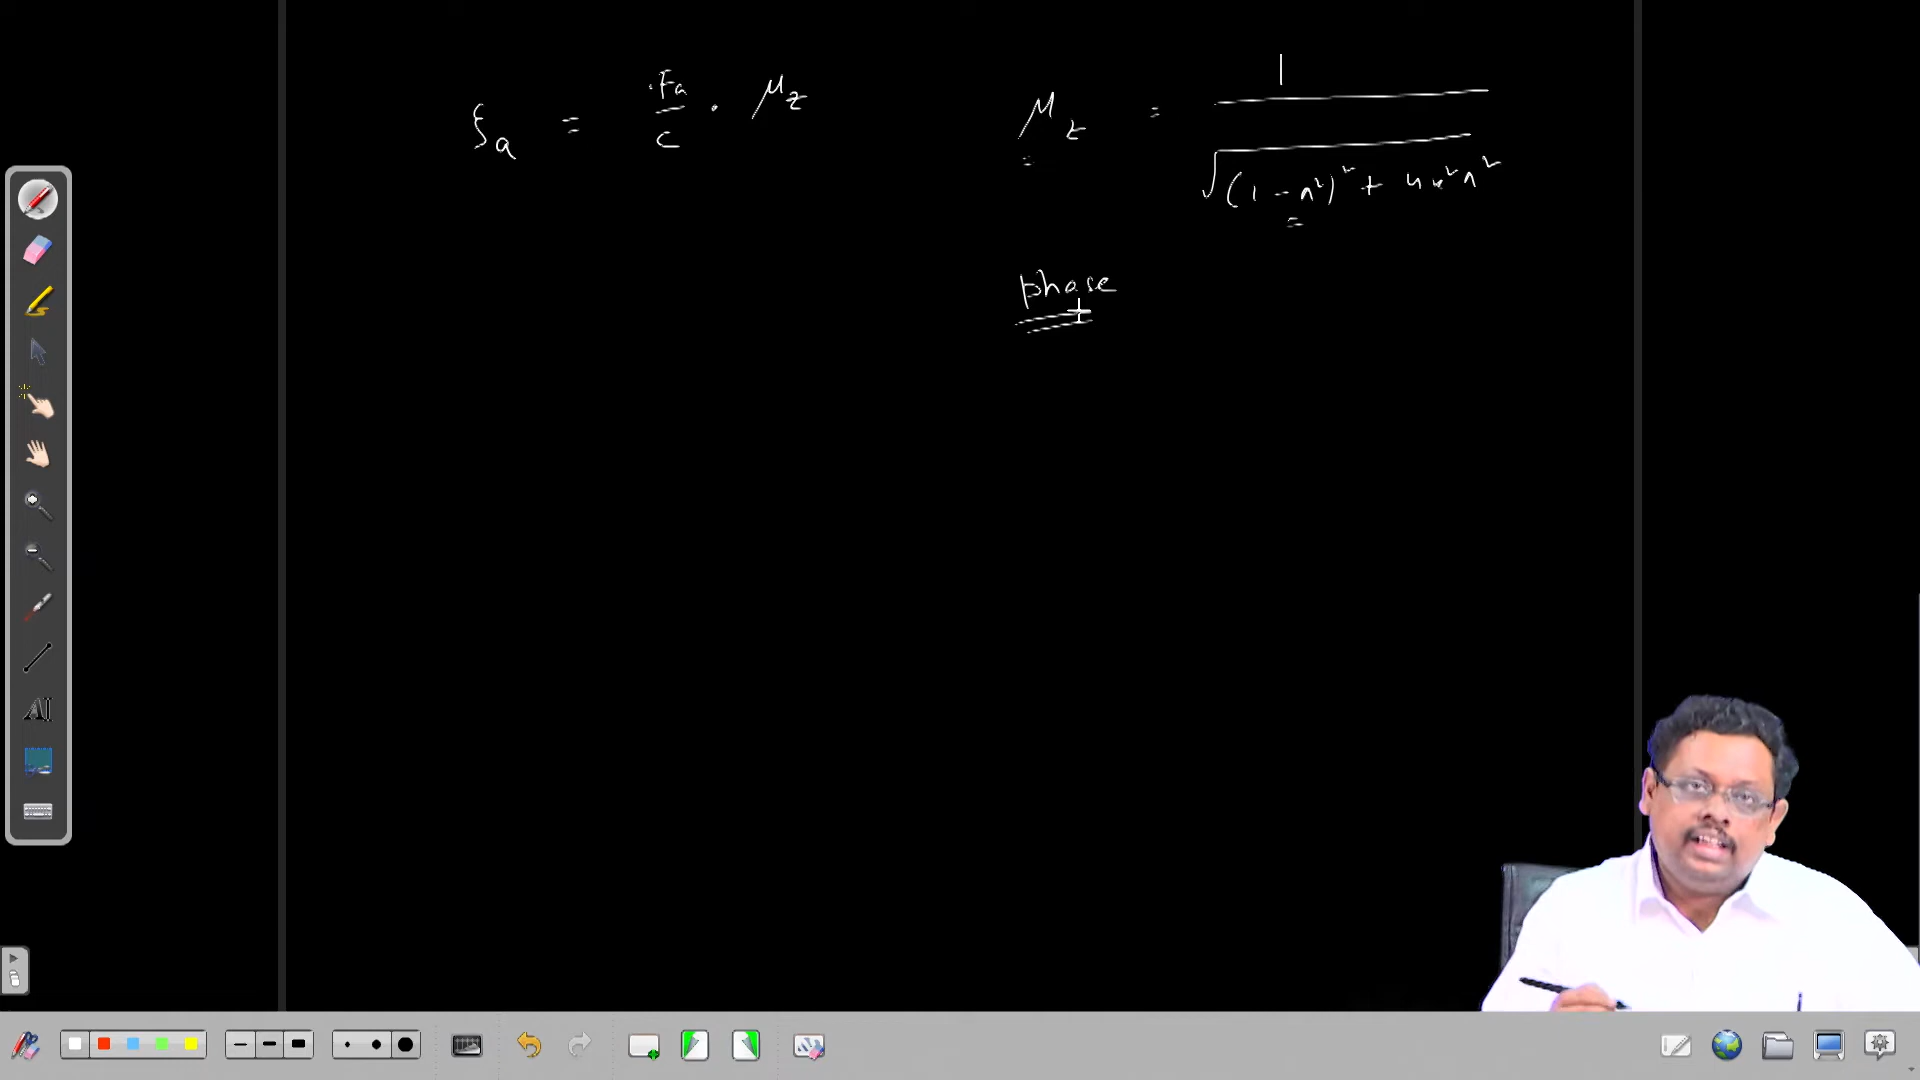 ξₐ = Fa/c · μz
μz = 1/√((1 − n²)² + 4κ²n²)
phase